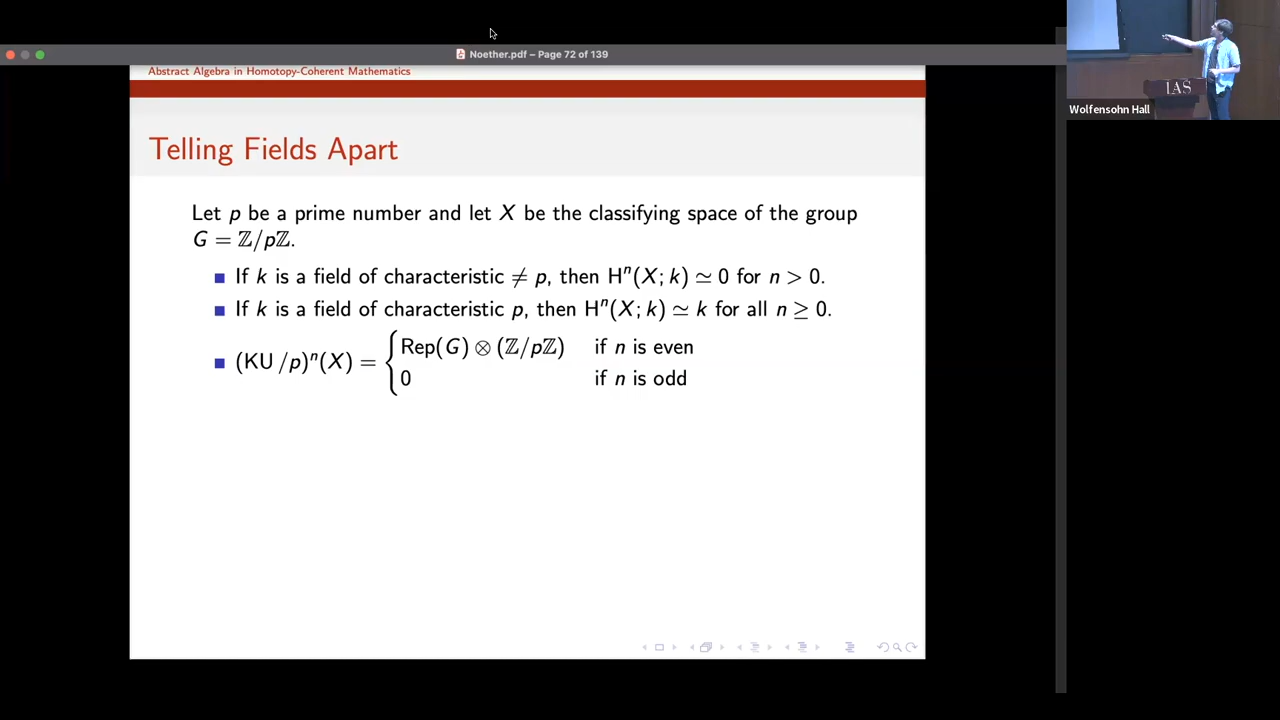 Noether.pdf – Page 72 of 139
Abstract Algebra in Homotopy-Coherent Mathematics
IAS
Wolfensohn Hall
Telling Fields Apart
Let p be a prime number and let X be the classifying space of the group
G = ℤ/pℤ.
If k is a field of characteristic ≠ p, then Hⁿ(X; k) ≃ 0 for n > 0.
If k is a field of characteristic p, then Hⁿ(X; k) ≃ k for all n ≥ 0.
(KU /p)ⁿ(X) = { Rep(G) ⊗ (ℤ/pℤ) if n is even
0 if n is odd